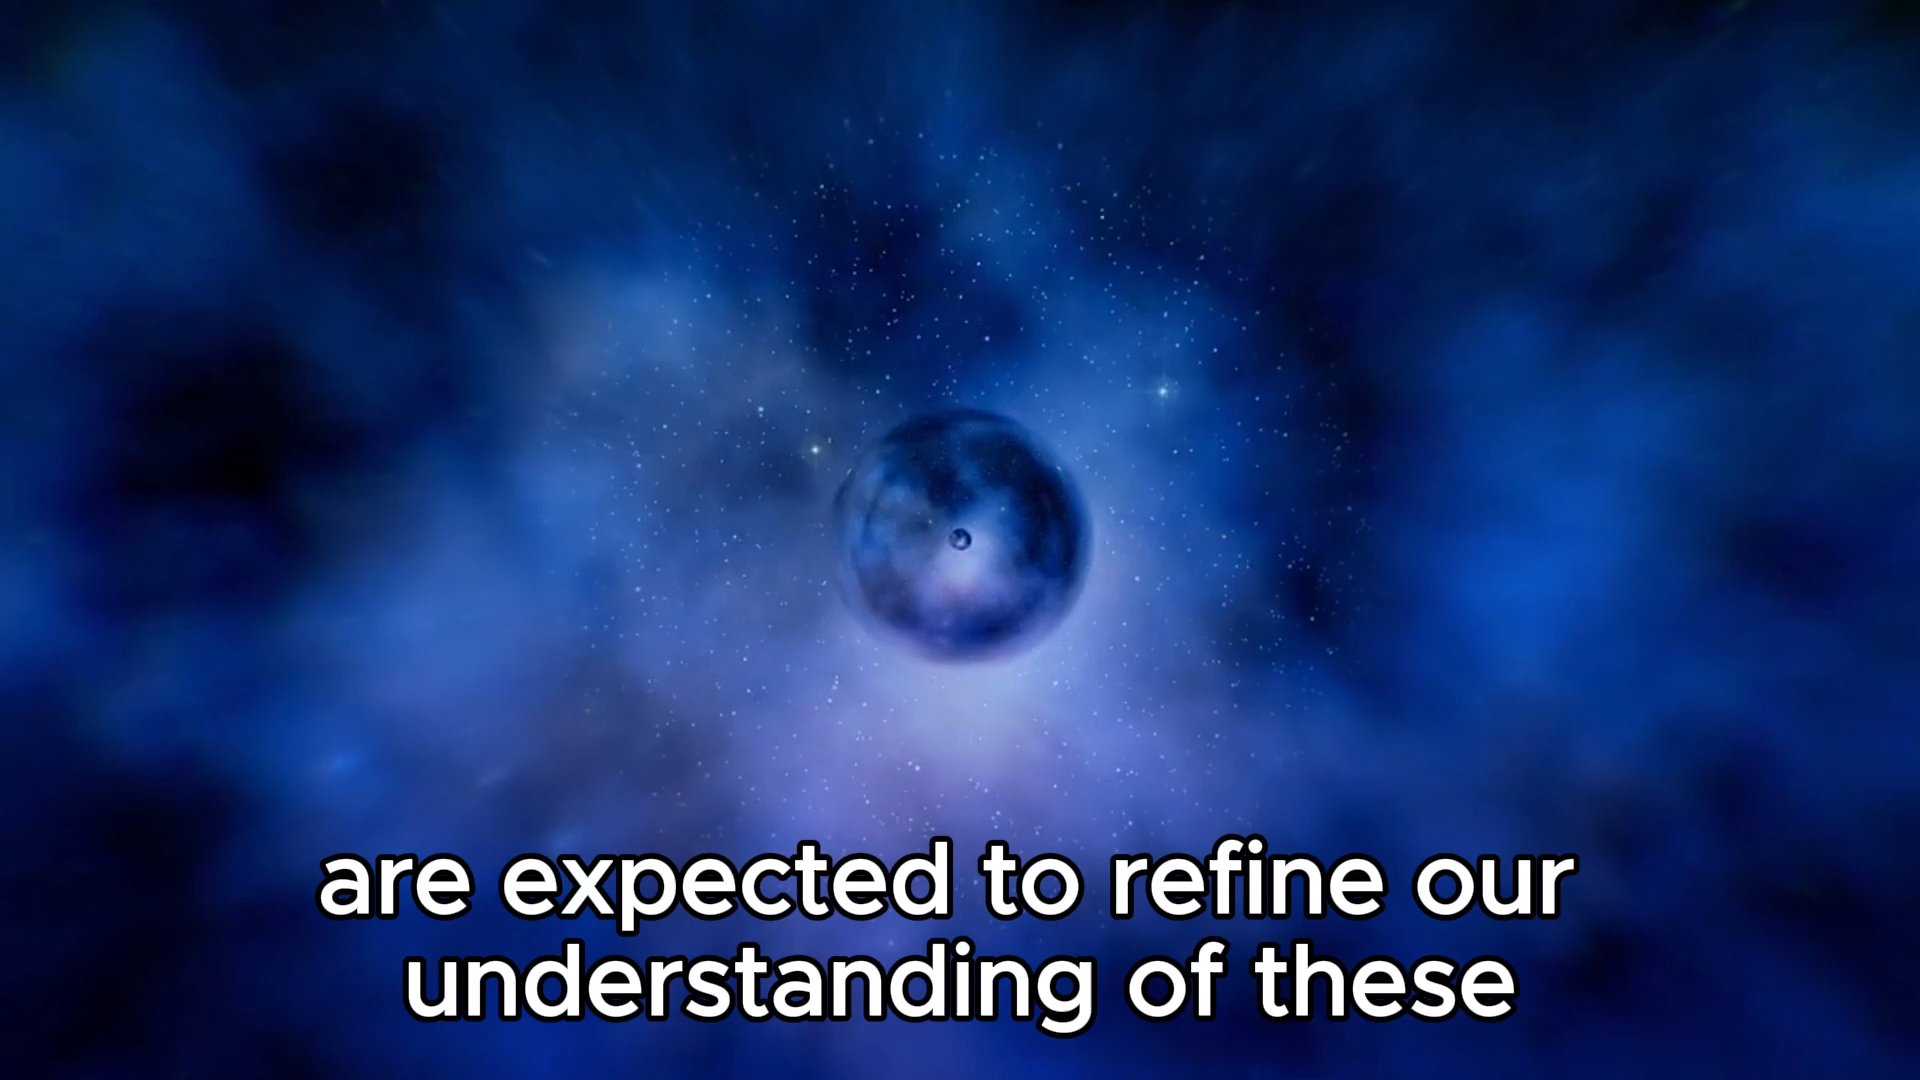 are expected to refine our
understanding of these